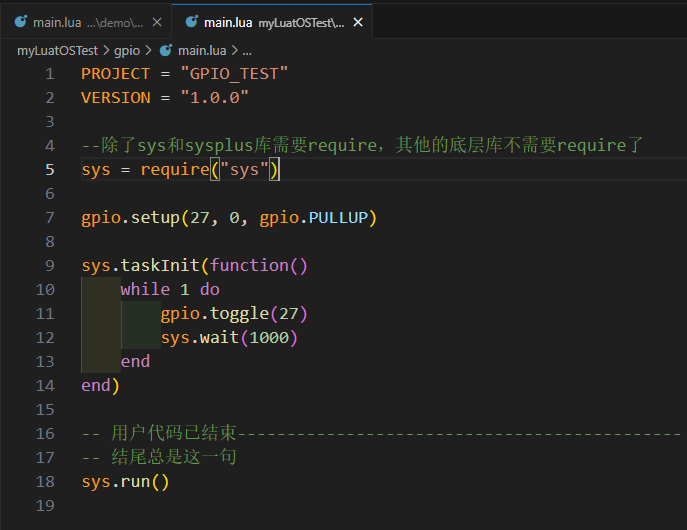 main.lua ...\demo\... ×
main.lua myLuatOSTest\... ×
myLuatOSTest > gpio > main.lua > ...
1 PROJECT = "GPIO_TEST"
2 VERSION = "1.0.0"
3
4 --除了sys和sysplus库需要require，其他的底层库不需要require了
5 sys = require("sys")
6
7 gpio.setup(27, 0, gpio.PULLUP)
8
9 sys.taskInit(function()
10     while 1 do
11         gpio.toggle(27)
12         sys.wait(1000)
13     end
14 end)
15
16 -- 用户代码已结束---------------------------------------------
17 -- 结尾总是这一句
18 sys.run()
19